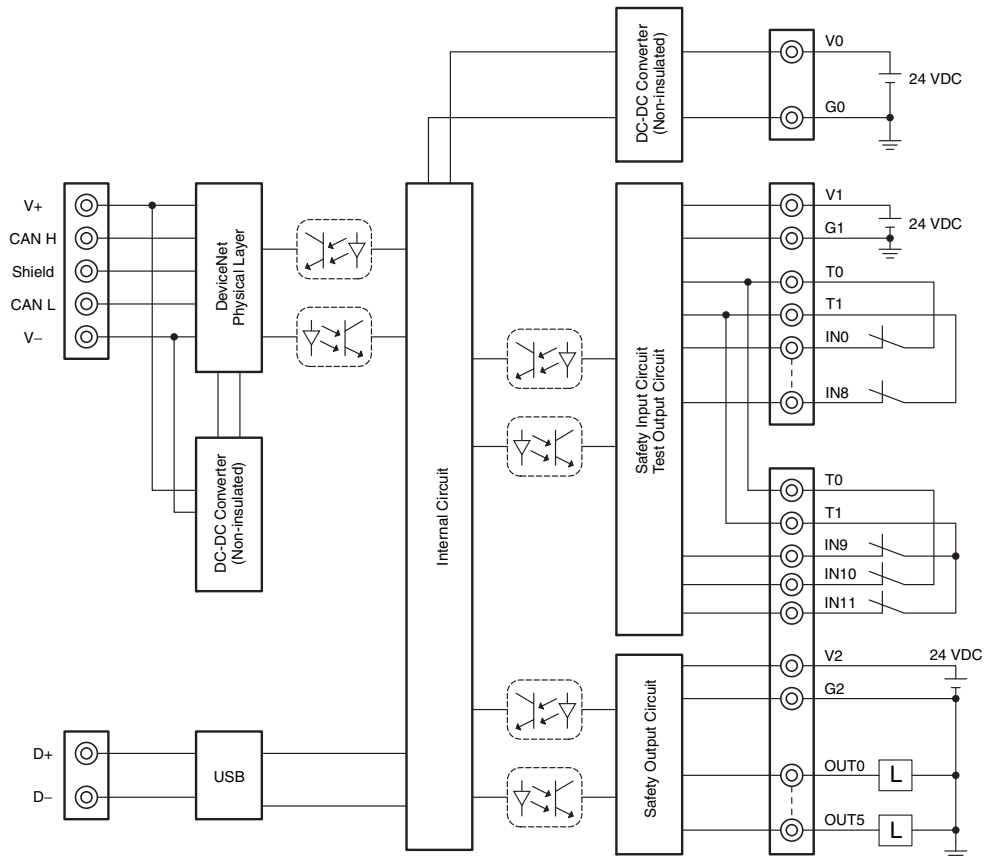 DC-DC Converter
(Non-insulated)
V0
24 VDC
G0
V+
CAN H
Shield
CAN L
V–
DeviceNet
Physical Layer
DC-DC Converter
(Non-insulated)
Internal Circuit
Safety Input Circuit
Test Output Circuit
V1
24 VDC
G1
T0
T1
IN0
IN8
T0
T1
IN9
IN10
IN11
V2
24 VDC
G2
Safety Output Circuit
OUT0
L
OUT5
L
D+
D–
USB